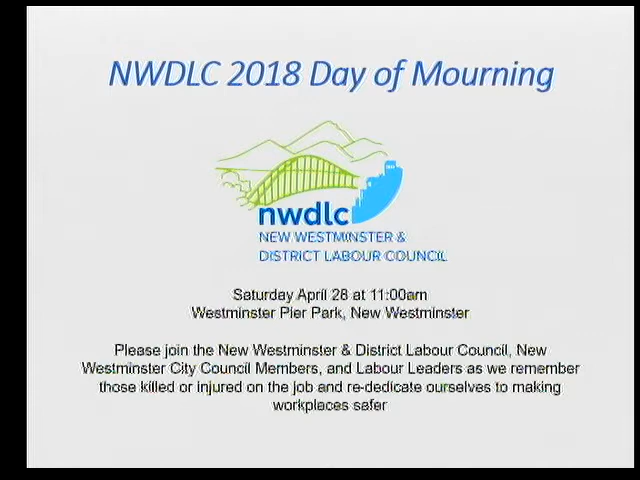 NWDLC 2018 Day of Mourning
nwdlc
NEW WESTMINSTER &
DISTRICT LABOUR COUNCIL
Saturday April 28 at 11:00am
Westminster Pier Park, New Westminster
Please join the New Westminster & District Labour Council, New
Westminster City Council Members, and Labour Leaders as we remember
those killed or injured on the job and re-dedicate ourselves to making
workplaces safer